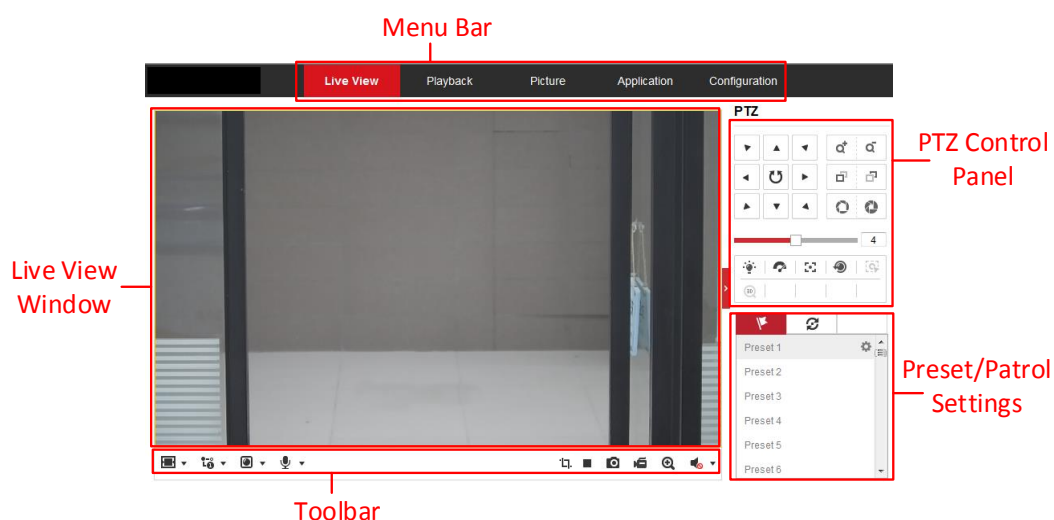 Menu Bar
Live View Playback Picture Application Configuration
PTZ
PTZ Control
Panel
4
3D
Live View
Window
Preset 1
Preset 2
Preset 3
Preset 4
Preset 5
Preset 6
Preset/Patrol
Settings
Toolbar